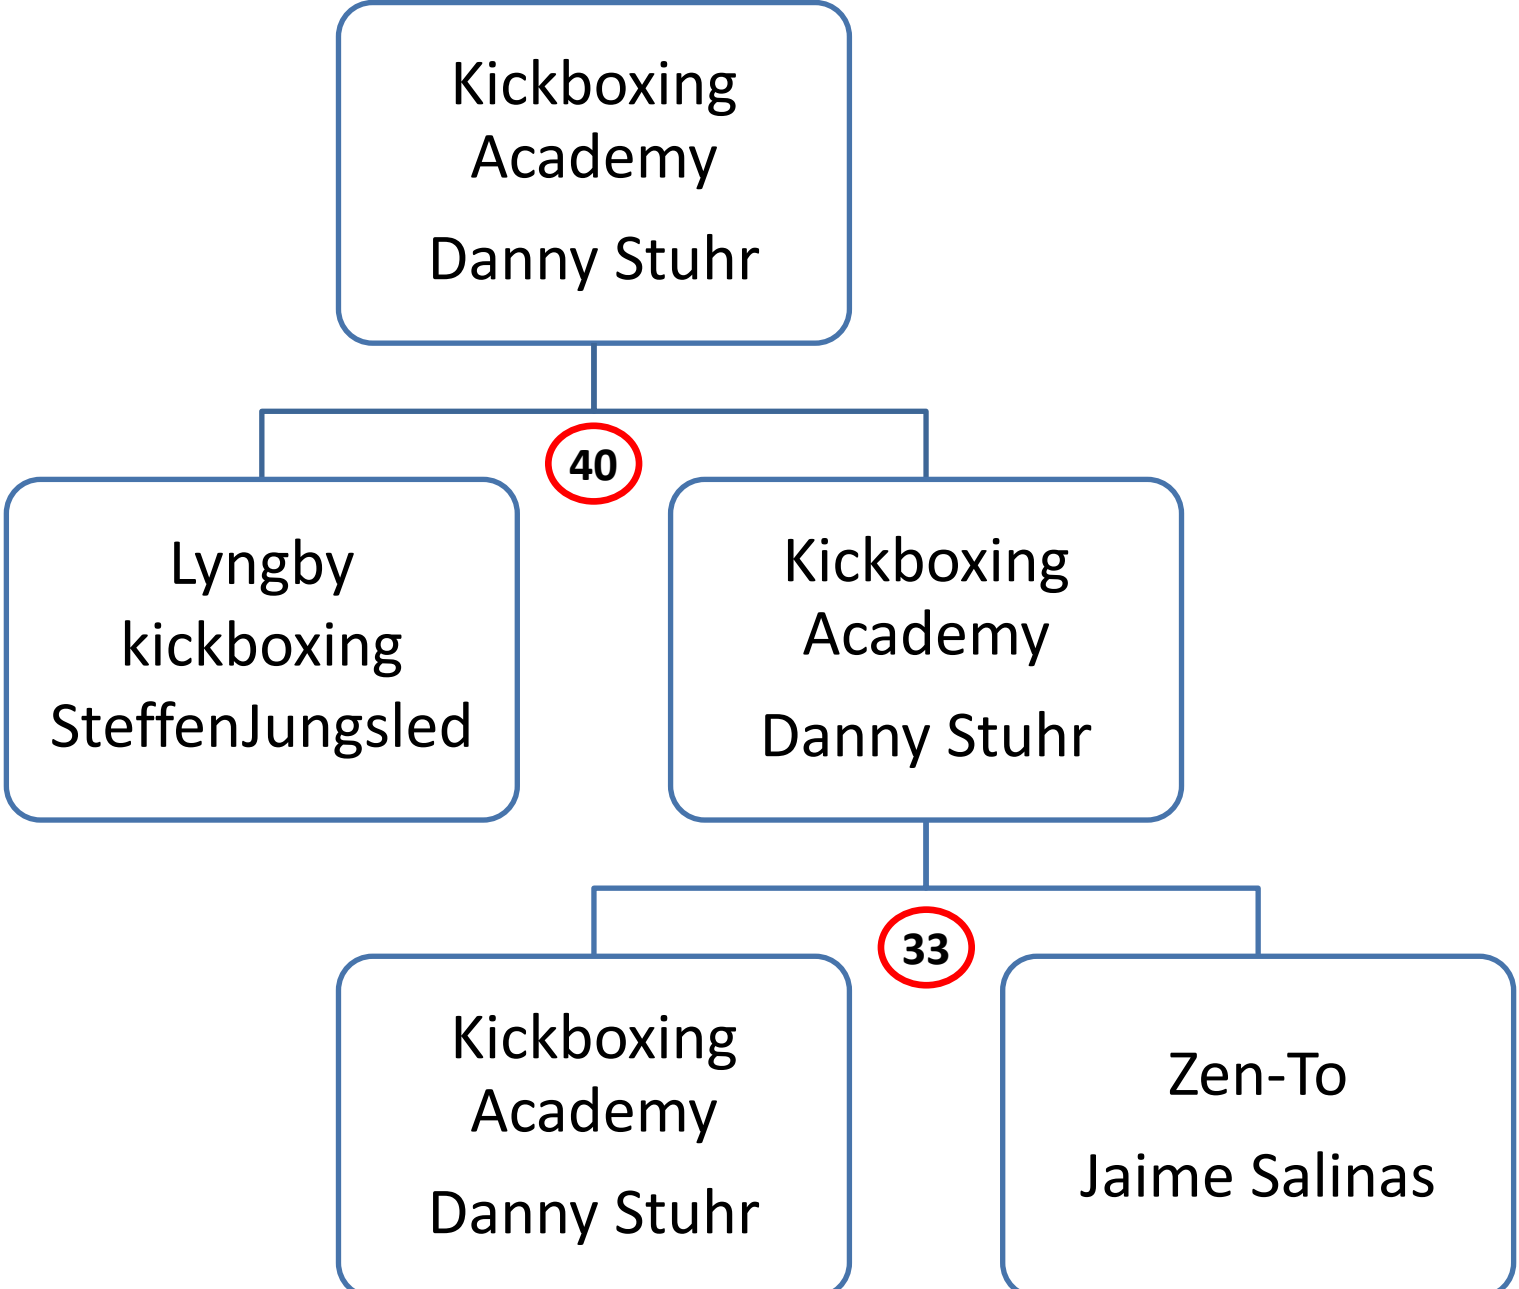 Kickboxing
Academy
Danny Stuhr
40
Lyngby
kickboxing
SteffenJungsled
Kickboxing
Academy
Danny Stuhr
33
Kickboxing
Academy
Danny Stuhr
Zen-To
Jaime Salinas